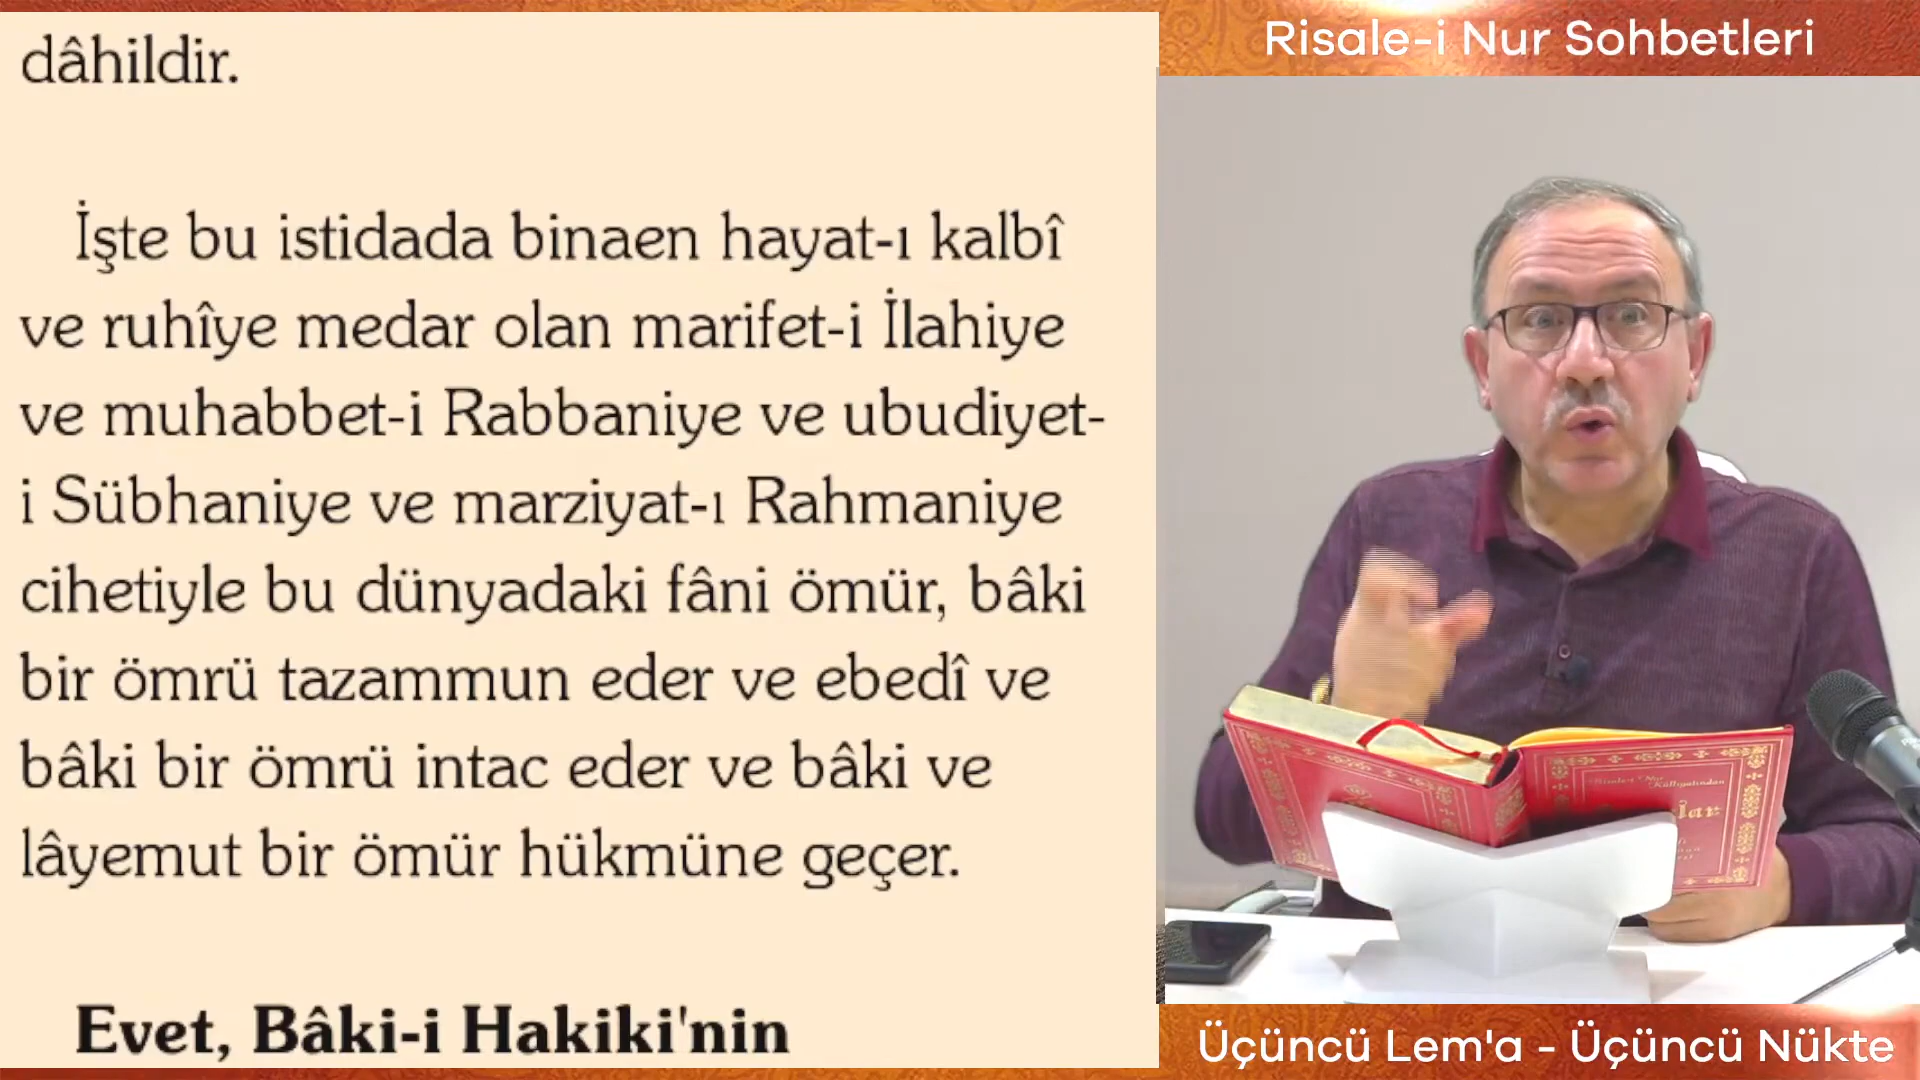 dâhildir.
İşte bu istidada binaen hayat-ı kalbî
ve ruhîye medar olan marifet-i İlahiye
ve muhabbet-i Rabbaniye ve ubudiyet-
i Sübhaniye ve marziyat-ı Rahmaniye
cihetiyle bu dünyadaki fâni ömür, bâki
bir ömrü tazammun eder ve ebedî ve
bâki bir ömrü intac eder ve bâki ve
lâyemut bir ömür hükmüne geçer.
Evet, Bâki-i Hakiki'nin
Risale-i Nur Sohbetleri
Risale-i Nur
Külliyatından
Üçüncü Lem'a - Üçüncü Nükte